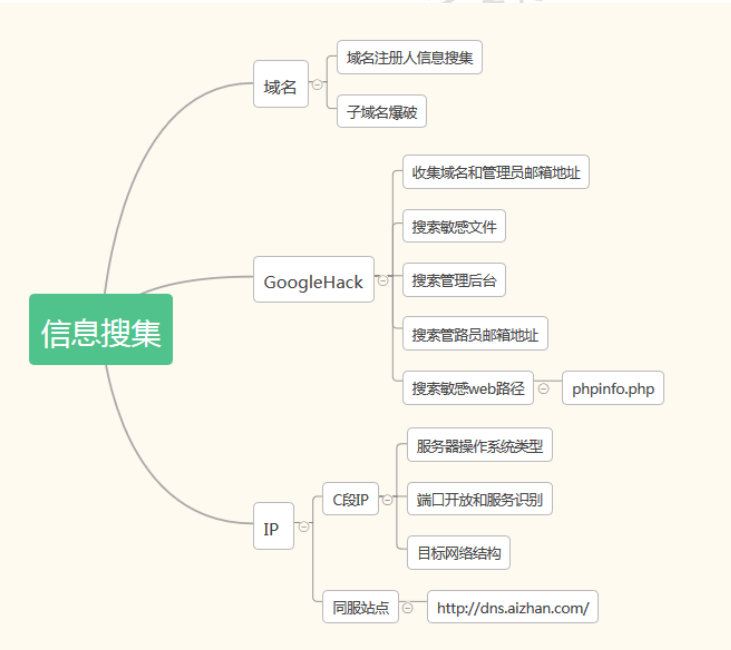 信息搜集
域名
域名注册人信息搜集
子域名爆破
GoogleHack
收集域名和管理员邮箱地址
搜索敏感文件
搜索管理后台
搜索管路员邮箱地址
搜索敏感web路径
phpinfo.php
IP
C段IP
服务器操作系统类型
端口开放和服务识别
目标网络结构
同服站点
http://dns.aizhan.com/